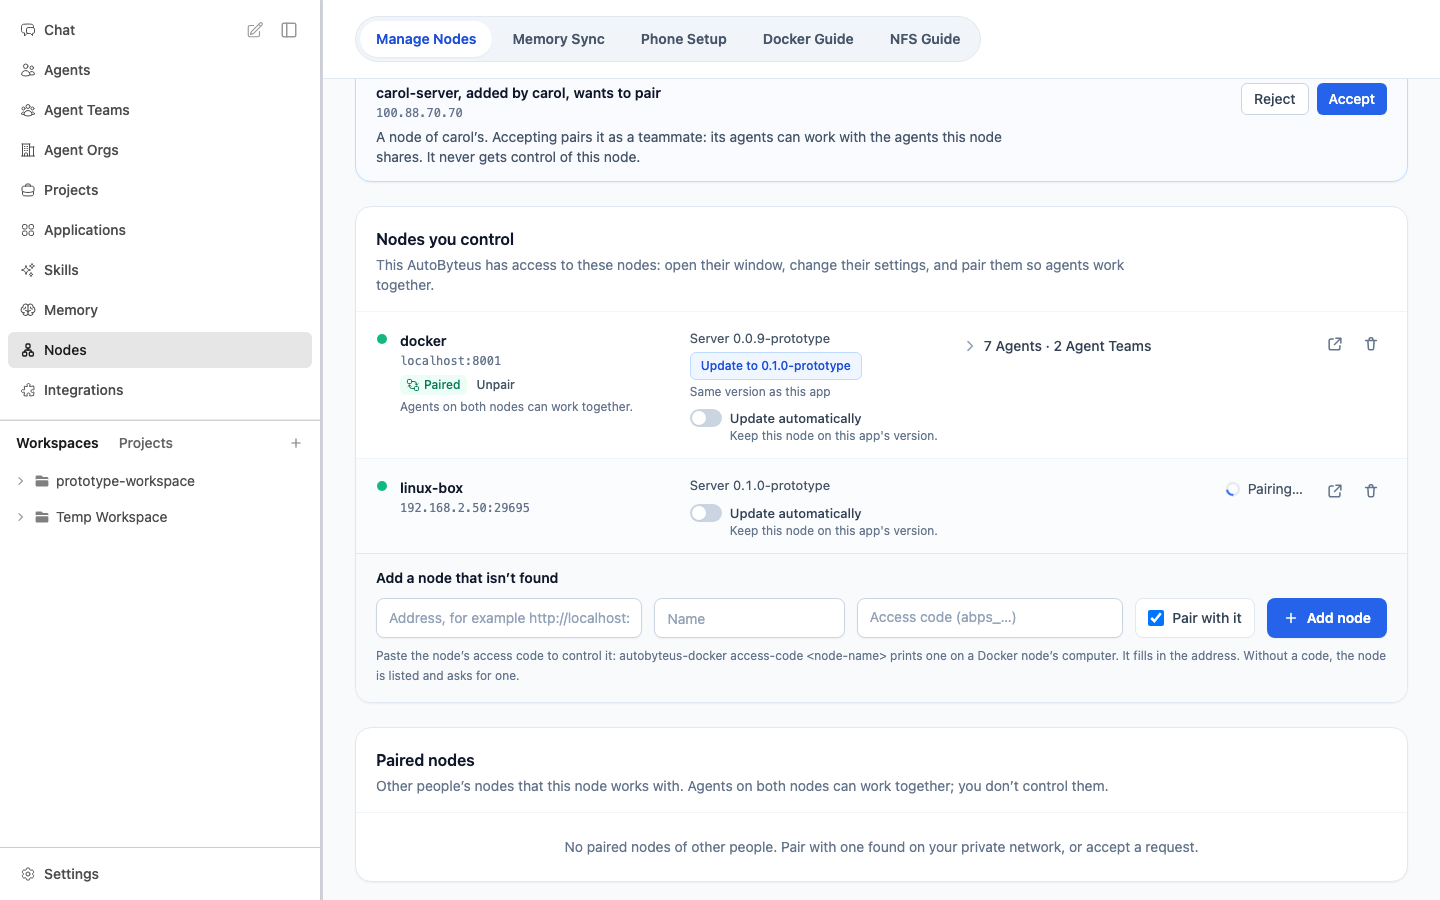 Chat
Agents
Agent Teams
Agent Orgs
Projects
Applications
Skills
Memory
Nodes
Integrations
Workspaces
Projects
prototype-workspace
Temp Workspace
Settings
Manage Nodes
Memory Sync
Phone Setup
Docker Guide
NFS Guide
carol-server, added by carol, wants to pair
100.88.70.70
A node of carol’s. Accepting pairs it as a teammate: its agents can work with the agents this node
shares. It never gets control of this node.
Reject
Accept
Nodes you control
This AutoByteus has access to these nodes: open their window, change their settings, and pair them so agents work
together.
docker
localhost:8001
Paired
Unpair
Agents on both nodes can work together.
Server 0.0.9-prototype
Update to 0.1.0-prototype
Same version as this app
Update automatically
Keep this node on this app's version.
7 Agents · 2 Agent Teams
linux-box
192.168.2.50:29695
Server 0.1.0-prototype
Update automatically
Keep this node on this app's version.
Pairing...
Add a node that isn’t found
Address, for example http://localhost:
Name
Access code (abps_...)
Pair with it
Add node
Paste the node’s access code to control it: autobyteus-docker access-code <node-name> prints one on a Docker node’s computer. It fills in the address. Without a code, the node
is listed and asks for one.
Paired nodes
Other people’s nodes that this node works with. Agents on both nodes can work together; you don’t control them.
No paired nodes of other people. Pair with one found on your private network, or accept a request.